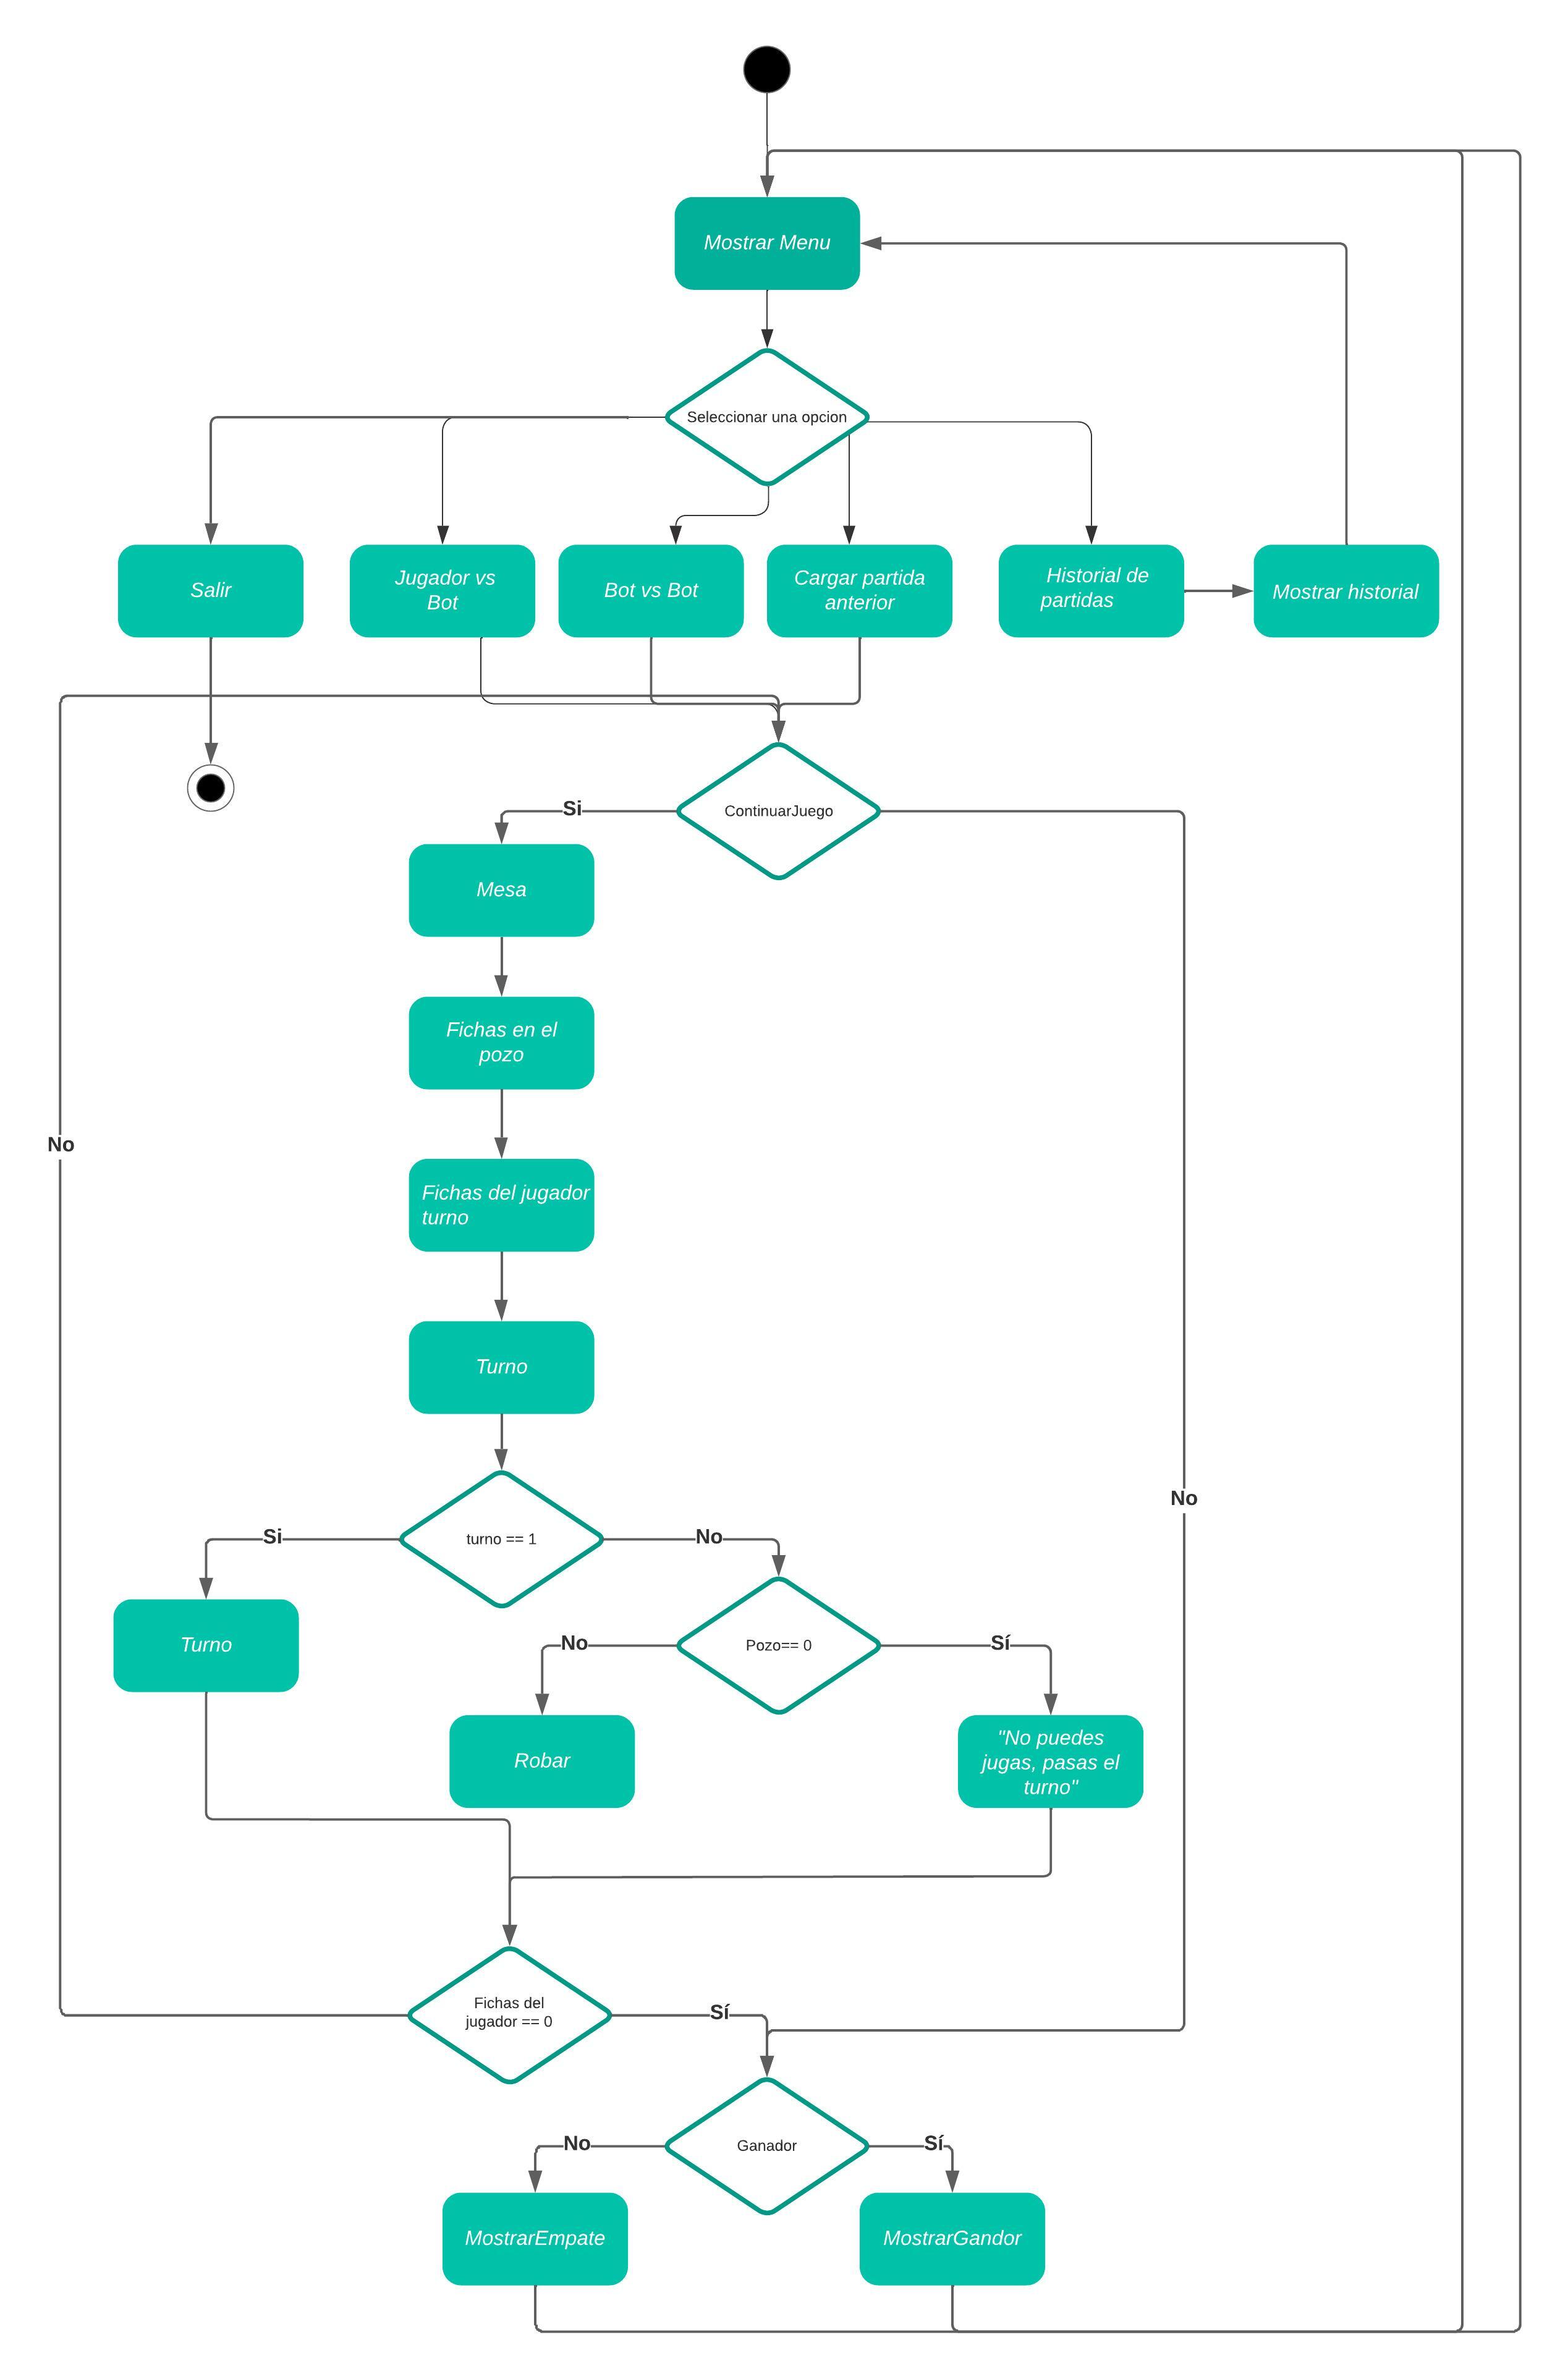 Mostrar Menu
Seleccionar una opcion
Salir
Jugador vs
Bot
Bot vs Bot
Cargar partida
anterior
Historial de
partidas
Mostrar historial
ContinuarJuego
Si
Mesa
Fichas en el
pozo
No
Fichas del jugador
turno
Turno
No
turno == 1
Si
No
Turno
Pozo== 0
No
Sí
Robar
"No puedes
jugas, pasas el
turno"
Fichas del
jugador == 0
Sí
Ganador
No
Sí
MostrarEmpate
MostrarGandor